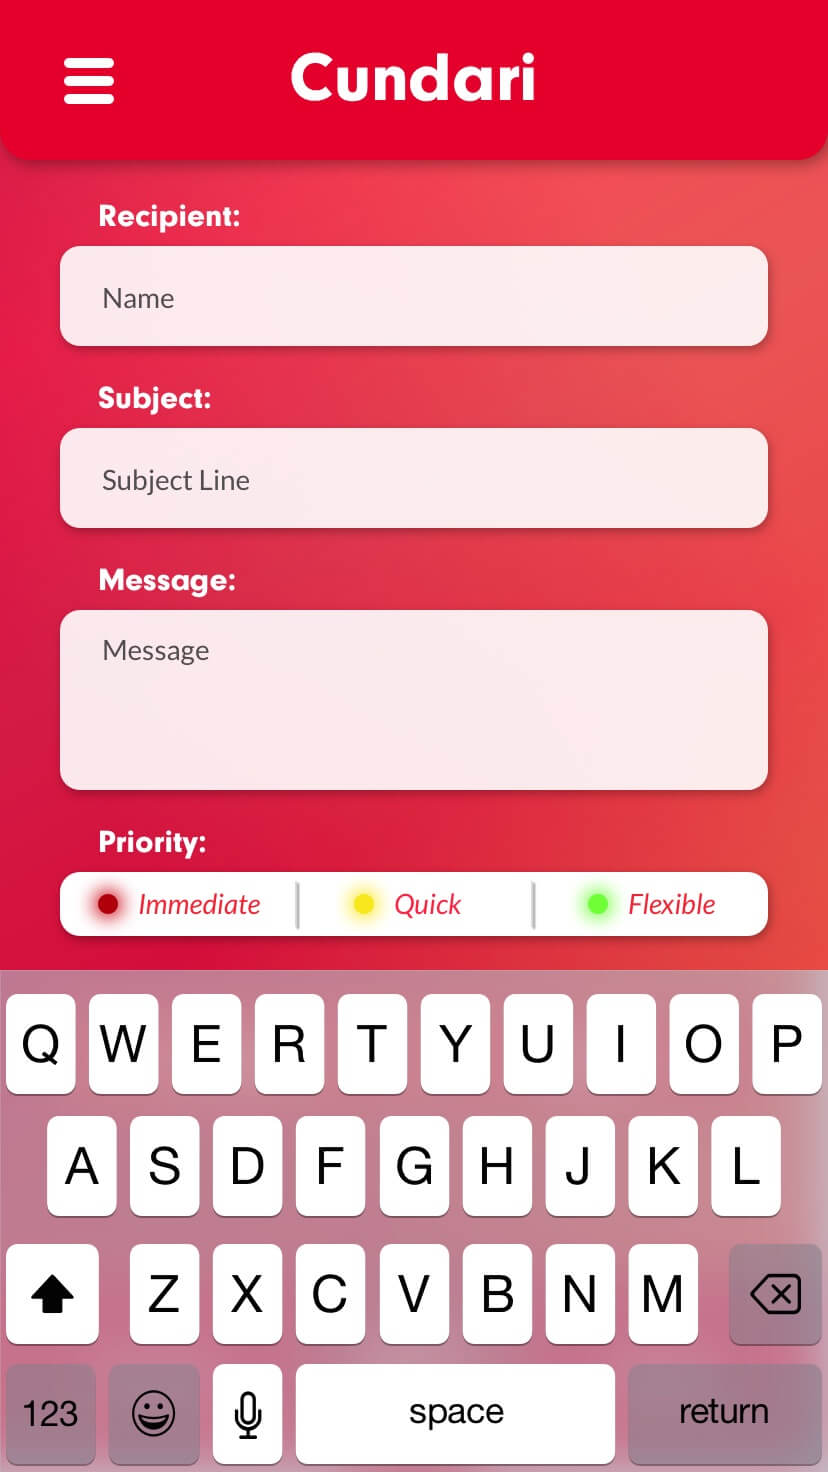 Cundari
Recipient:
Name
Subject:
Subject Line
Message:
Message
Priority:
Immediate Quick Flexible
Q W E R T Y U I O P
A S D F G H J K L
Z X C V B N M
123 space return